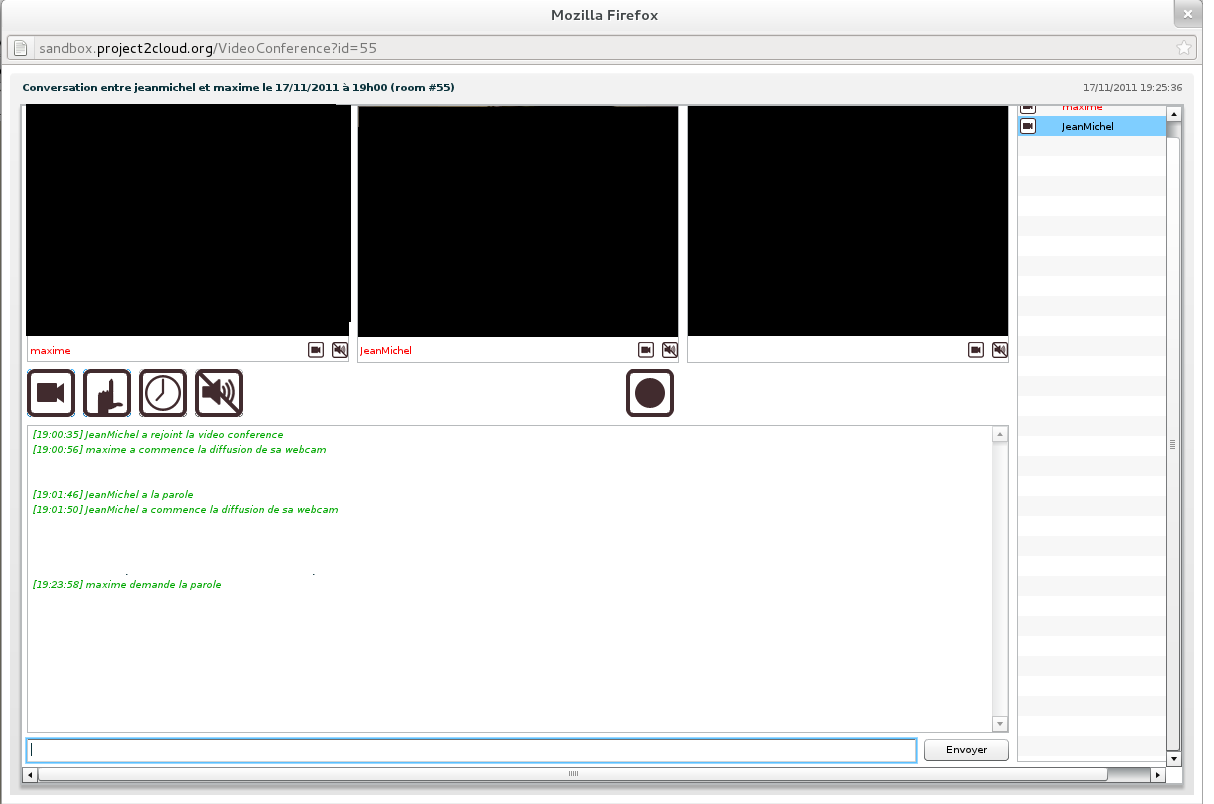 Mozilla Firefox
sandbox.project2cloud.org/VideoConference?id=55
Conversation entre jeanmichel et maxime le 17/11/2011 à 19h00 (room #55)
17/11/2011 19:25:36
maxime
JeanMichel
maxime
JeanMichel
[19:00:35] JeanMichel a rejoint la video conference
[19:00:56] maxime a commence la diffusion de sa webcam
[19:01:46] JeanMichel a la parole
[19:01:50] JeanMichel a commence la diffusion de sa webcam
[19:23:58] maxime demande la parole
Envoyer